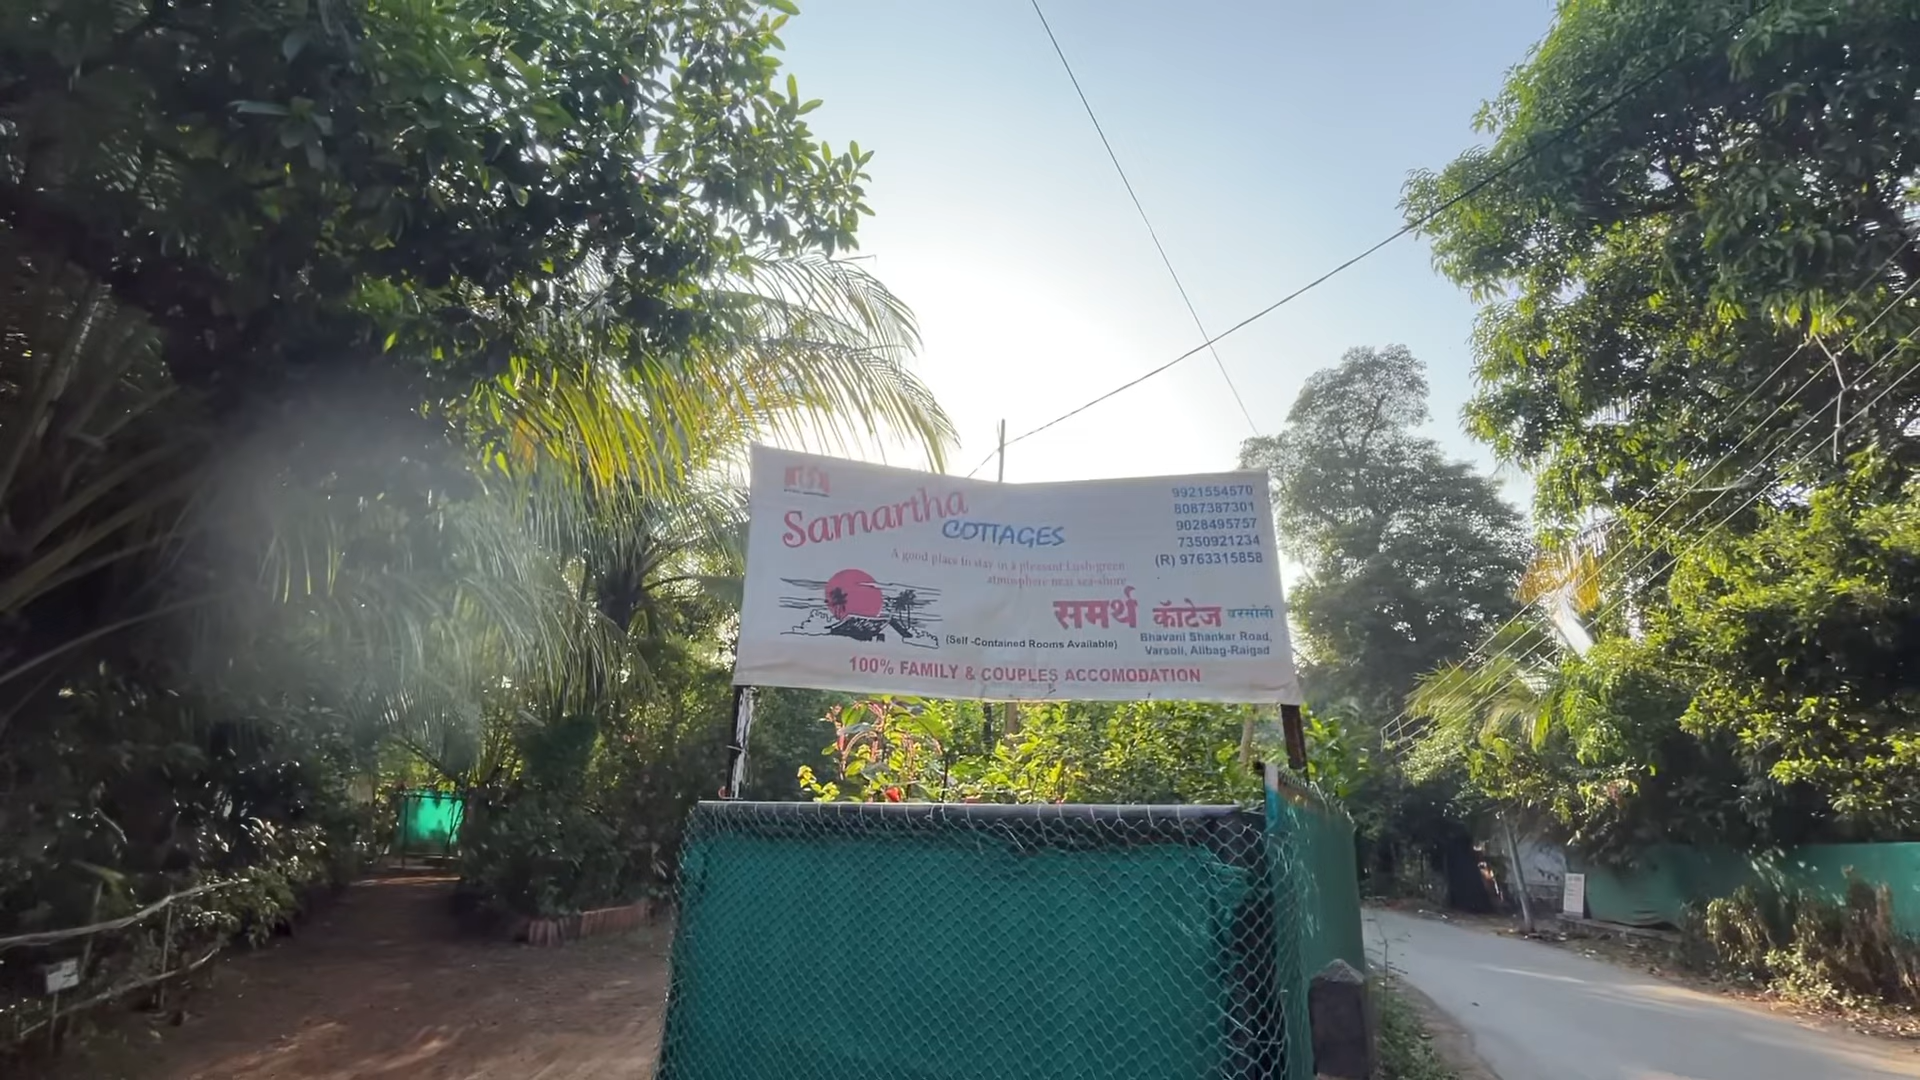 Samartha
COTTAGES
A good place to stay in a pleasant Lush-green
atmosphere near sea-shore
9921554570
8087387301
9028495757
7350921234
(R) 9763315858
समर्थ कॅाटेज वरसोली
(Self -Contained Rooms Available)
Bhavani Shankar Road,
Varsoli, Alibag-Raigad
100% FAMILY & COUPLES ACCOMODATION